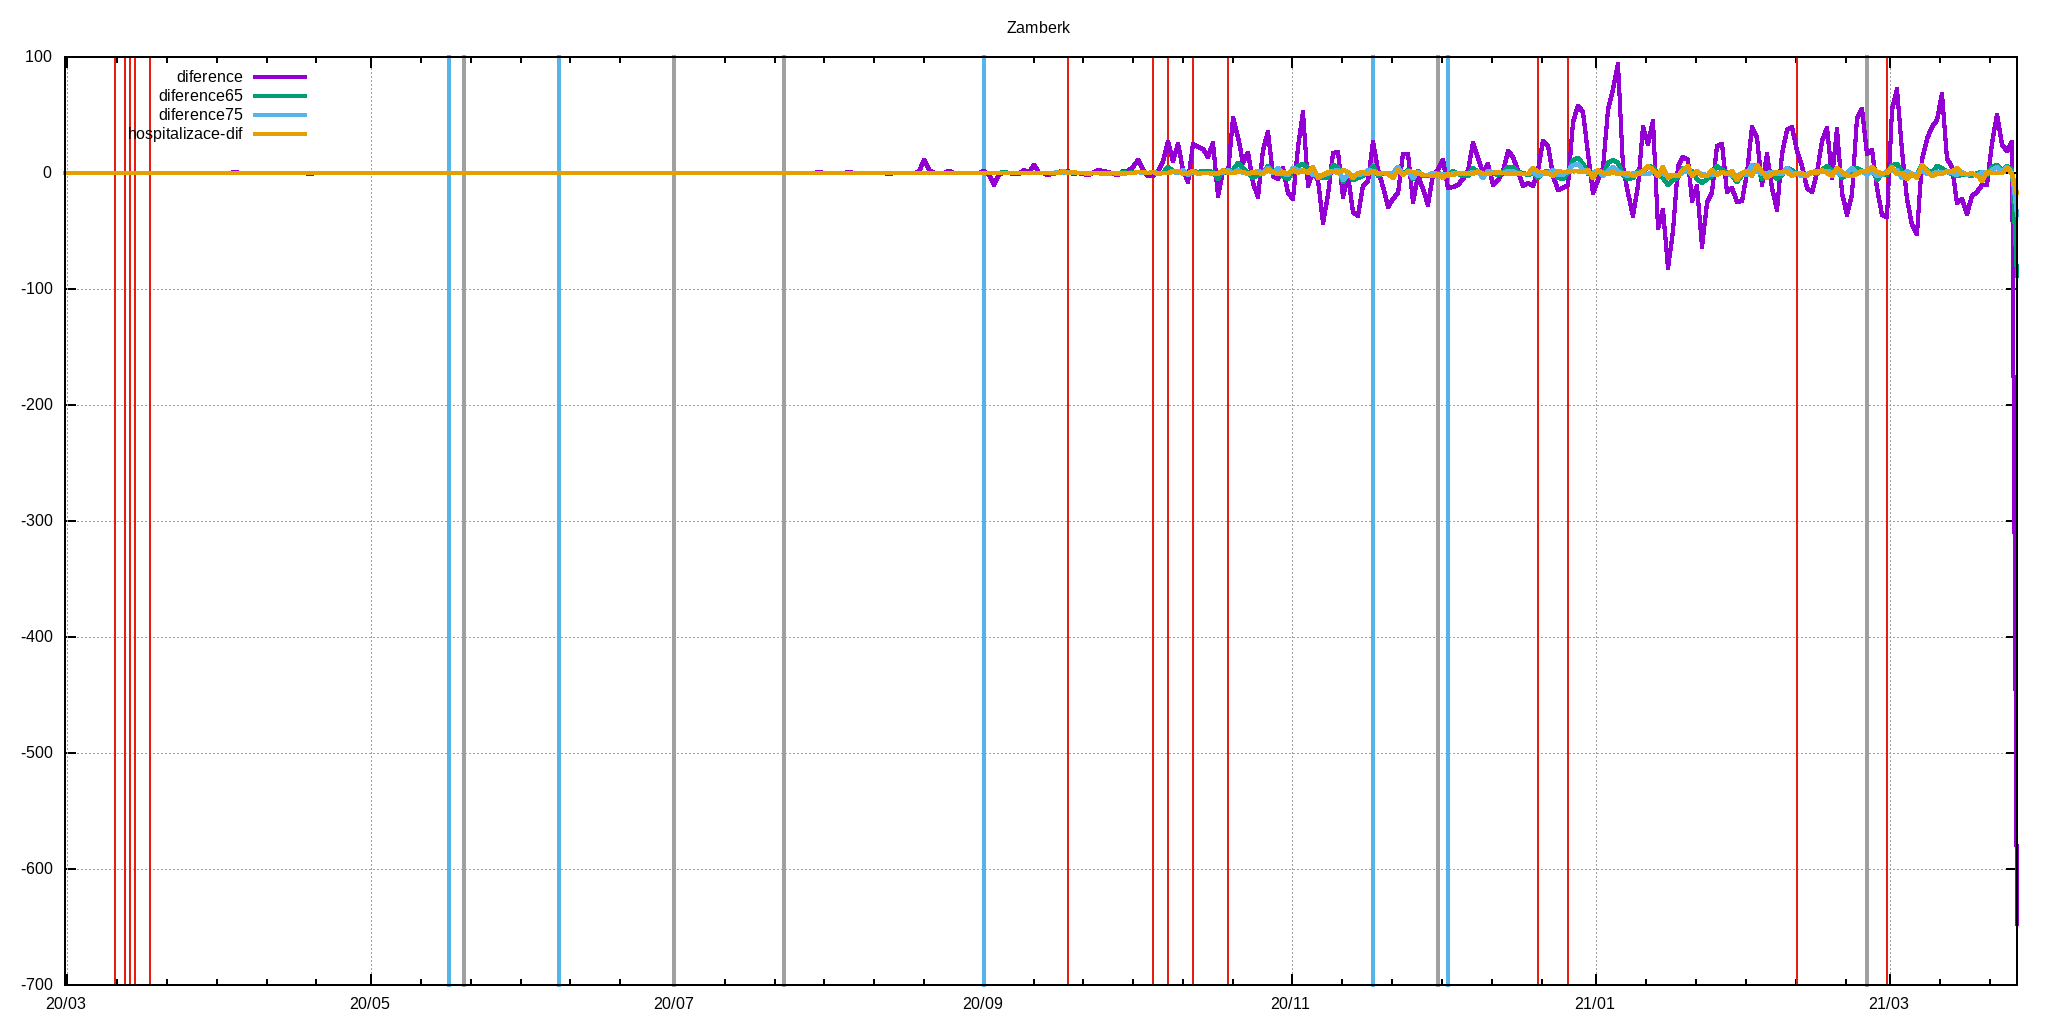 Zamberk
100
0
-100
-200
-300
-400
-500
-600
-700
diference
diference65
diference75
hospitalizace-dif
20/03 20/05 20/07 20/09 20/11 21/01 21/03